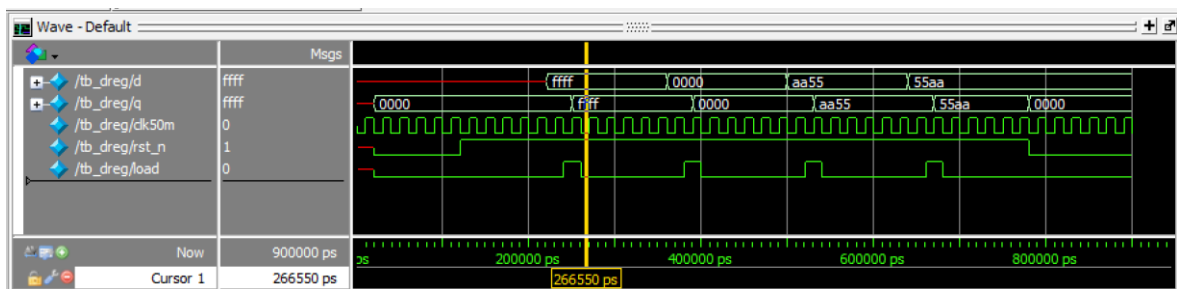 Wave - Default
Msgs
/tb_dreg/d ffff ffff 0000 aa55 55aa
/tb_dreg/q ffff 0000 ffff 0000 aa55 55aa 0000
/tb_dreg/clk50m 0
/tb_dreg/rst_n 1
/tb_dreg/load 0
Now 900000 ps ps 200000 ps 400000 ps 600000 ps 800000 ps
Cursor 1 266550 ps 266550 ps